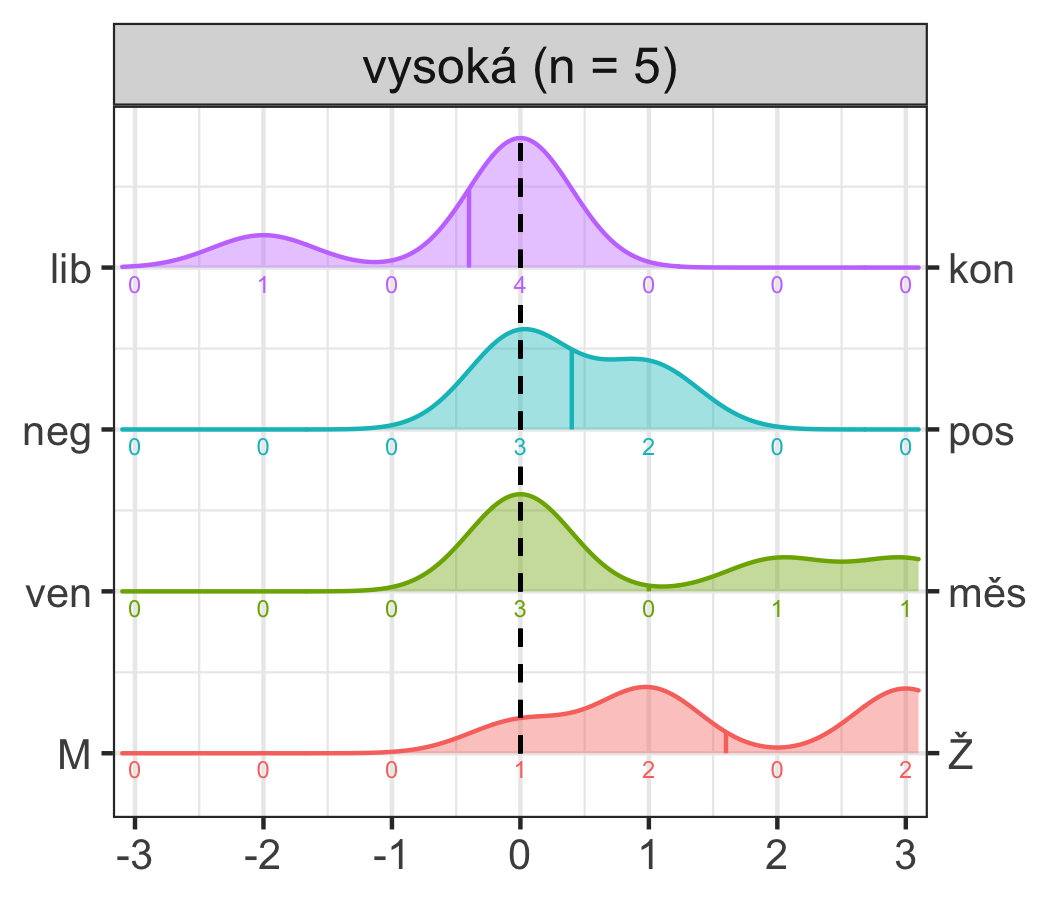 vysoká (n = 5)
lib kon
0 1 0 4 0 0 0
neg pos
0 0 0 3 2 0 0
ven měs
0 0 0 3 0 1 1
M Ž
0 0 0 1 2 0 2
-3 -2 -1 0 1 2 3